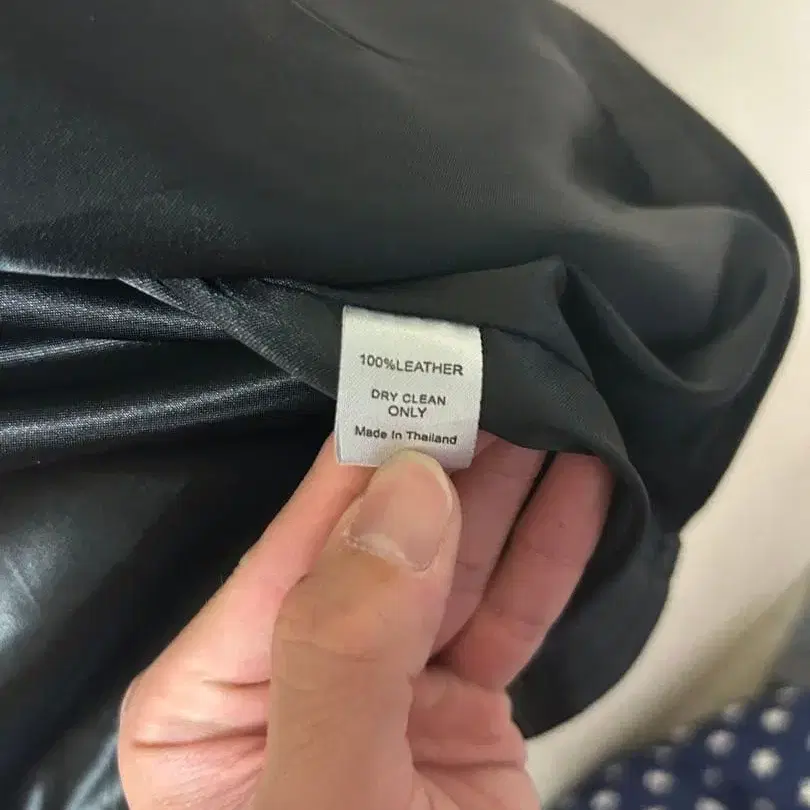 100%LEATHER
DRY CLEAN
ONLY
Made In Thailand